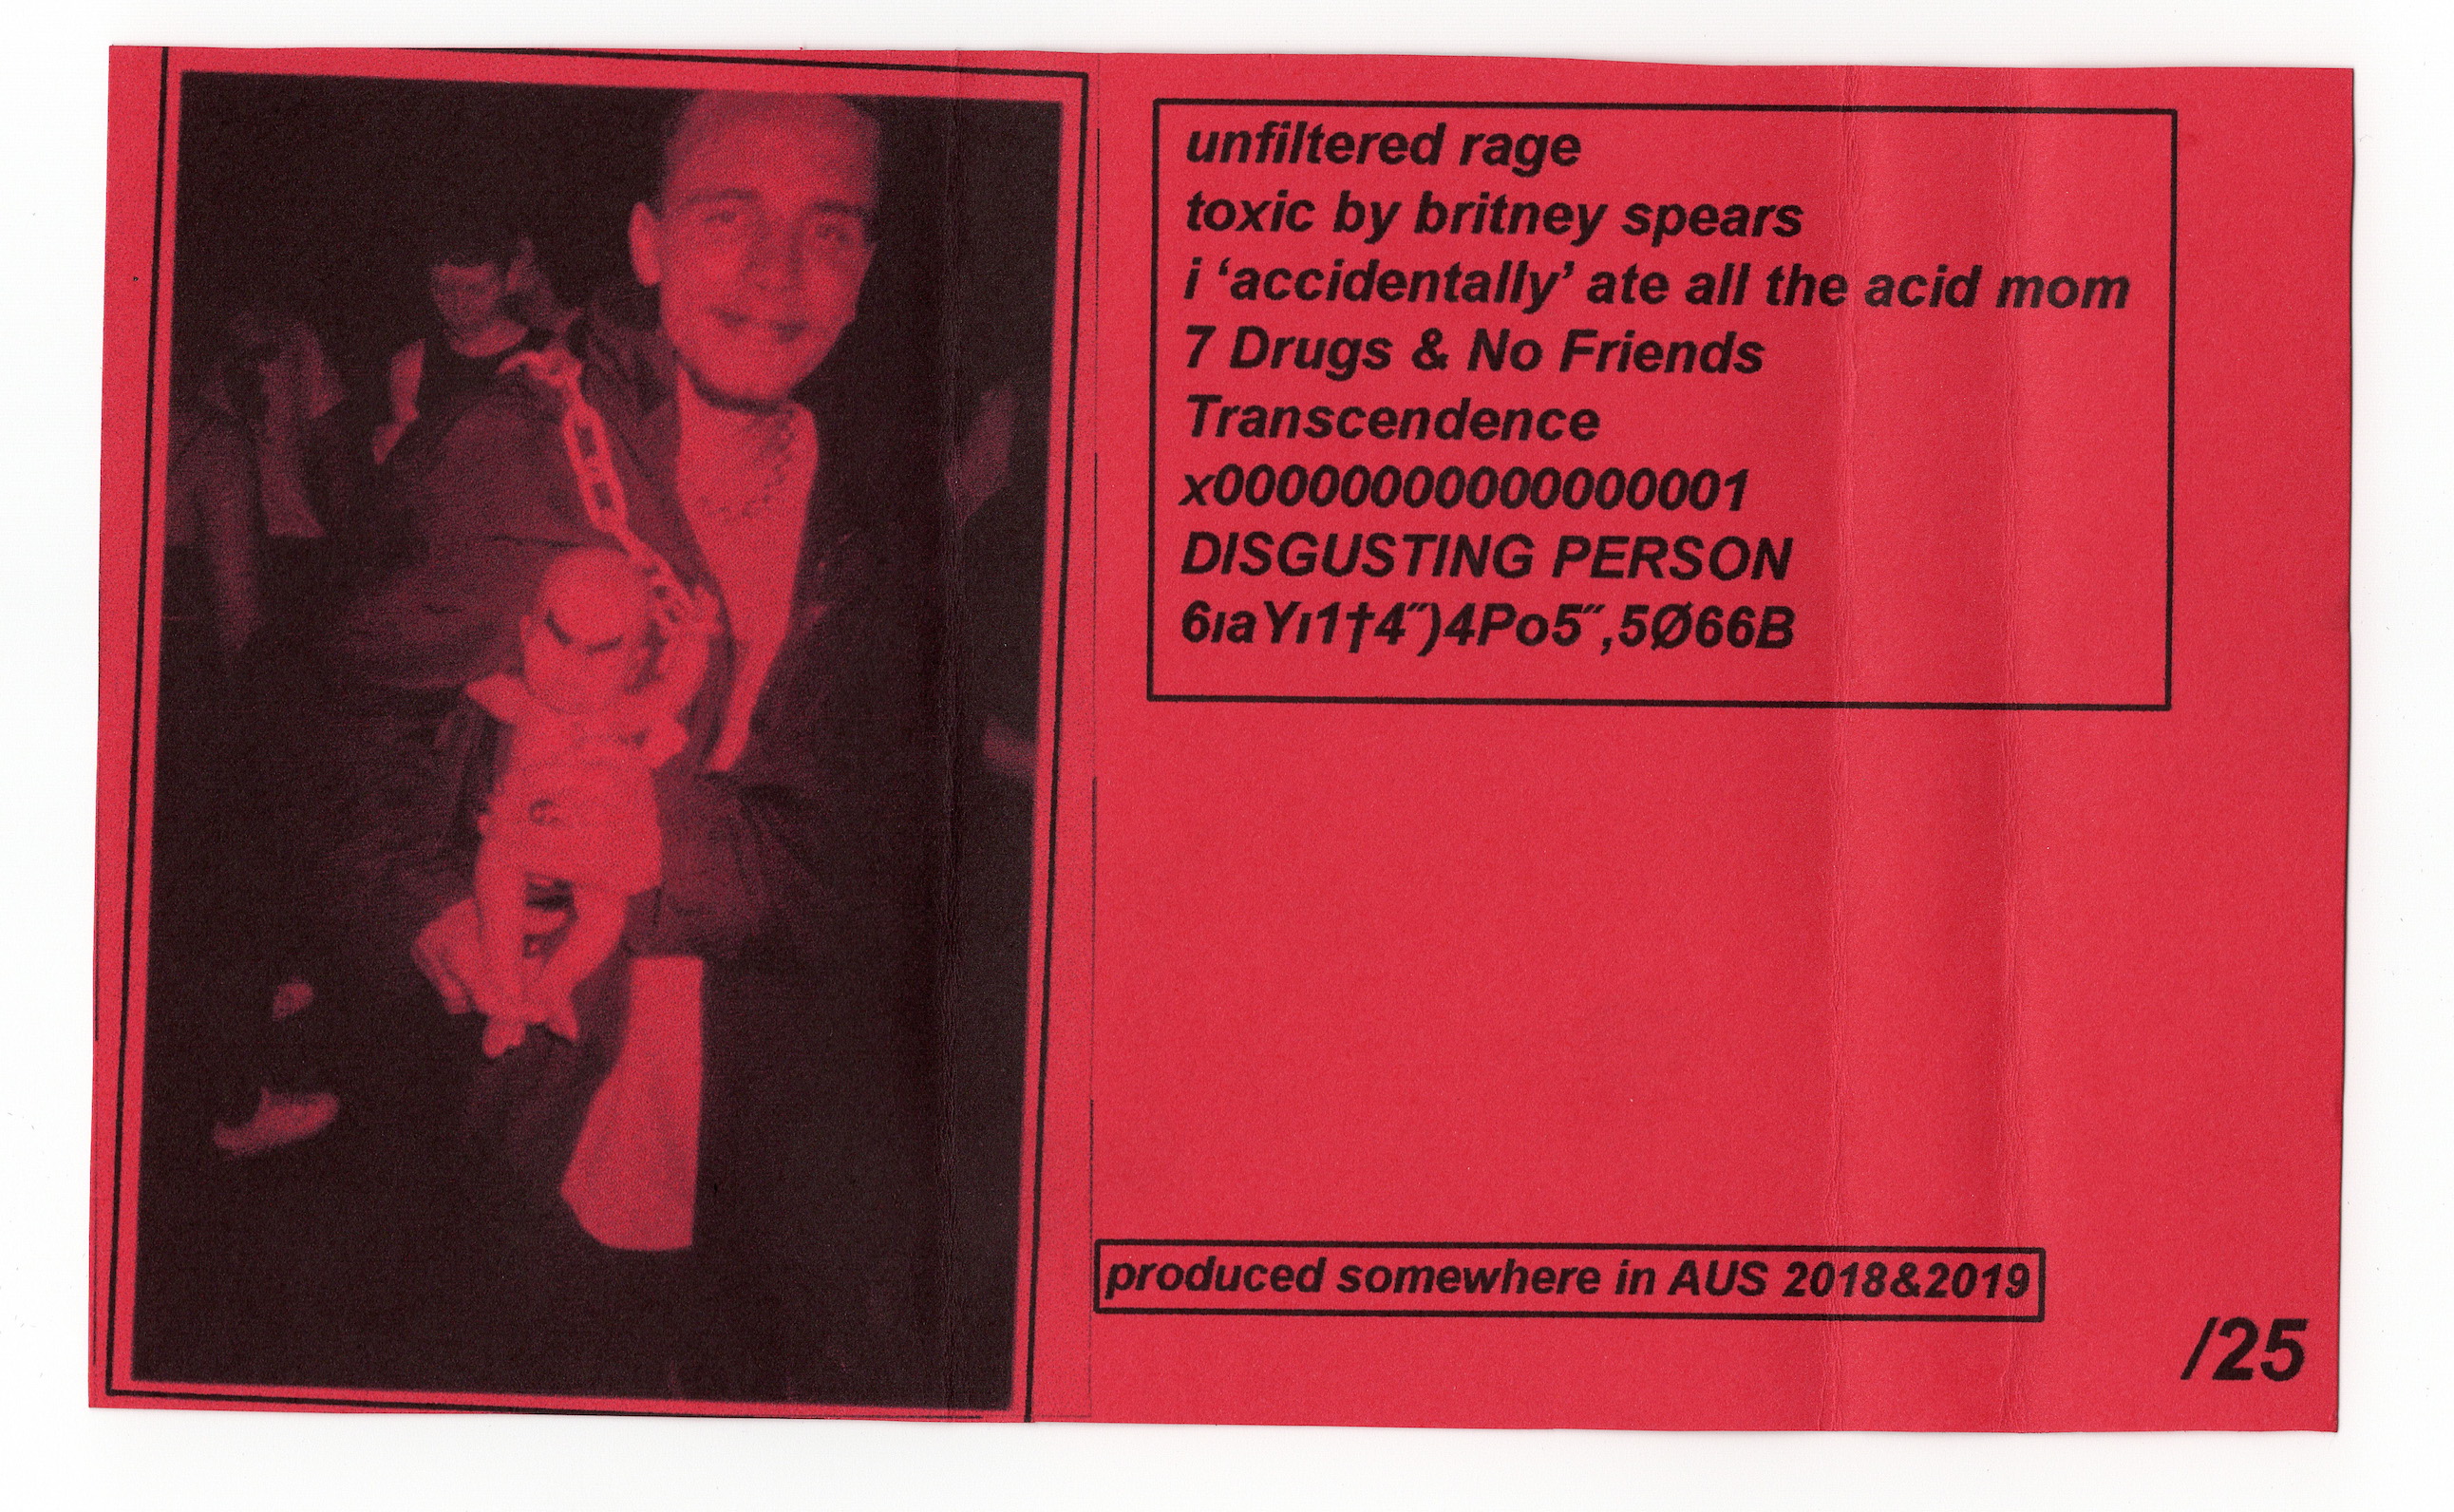 unfiltered rage
toxic by britney spears
i ‘accidentally’ ate all the acid mom
7 Drugs & No Friends
Transcendence
x00000000000000001
DISGUSTING PERSON
6ıaYı1†4˝)4Po5˝,5Ø66B
produced somewhere in AUS 2018&2019
/25